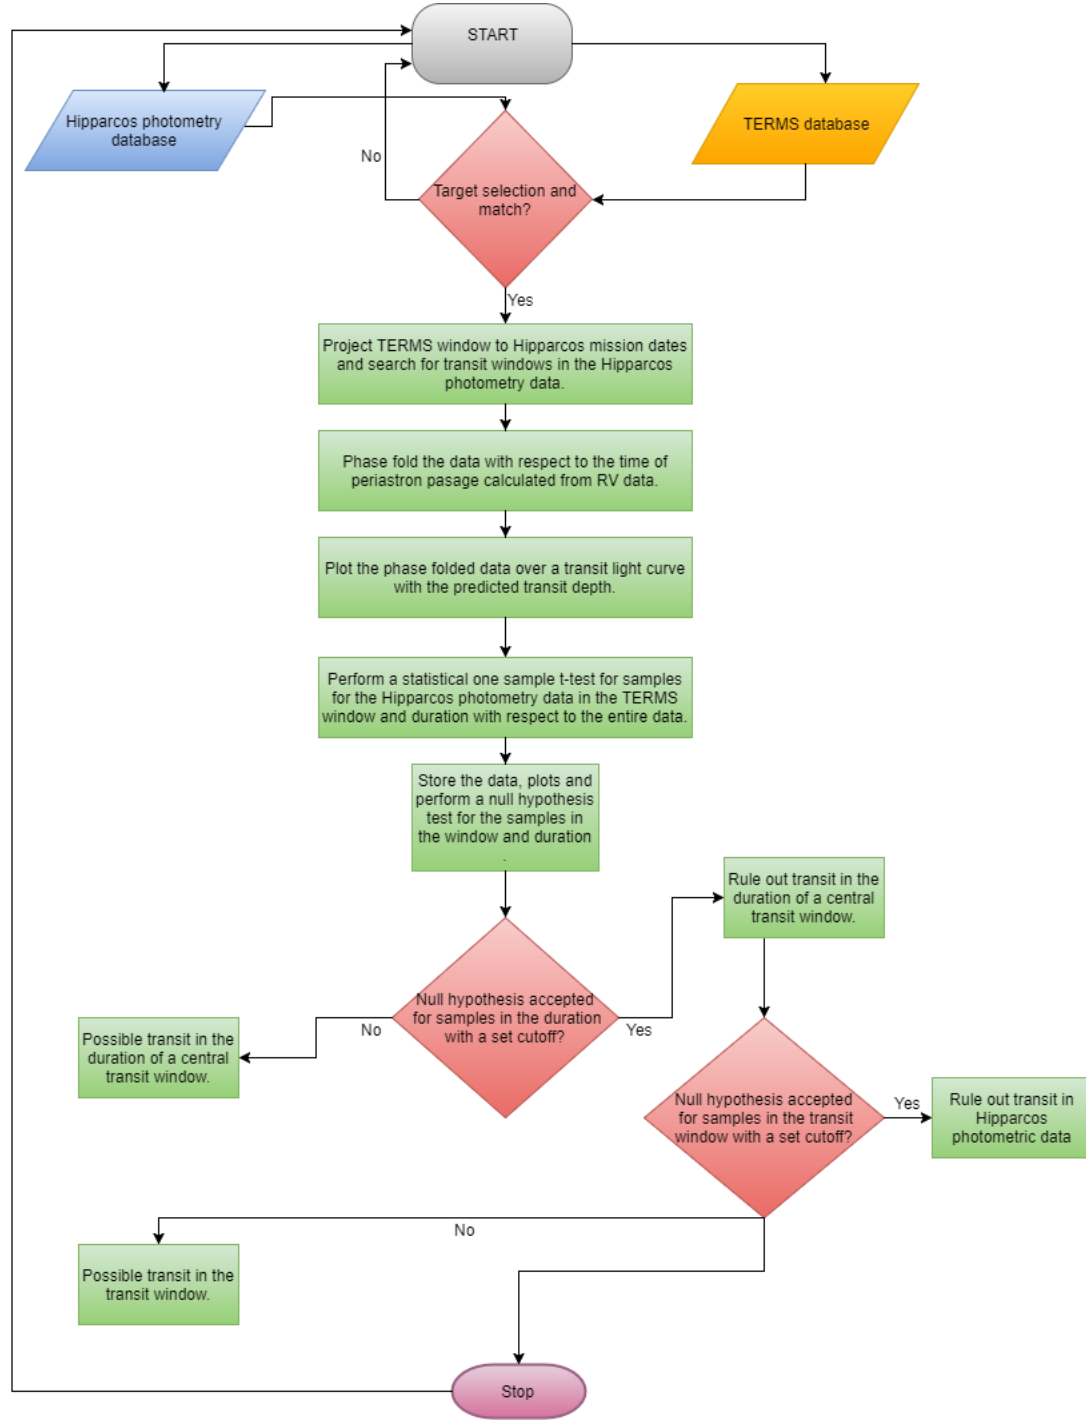 START
Hipparcos photometry
database
TERMS database
No
Target selection and
match?
Yes
Project TERMS window to Hipparcos mission dates
and search for transit windows in the Hipparcos
photometry data.
Phase fold the data with respect to the time of
periastron pasage calculated from RV data.
Plot the phase folded data over a transit light curve
with the predicted transit depth.
Perform a statistical one sample t-test for samples
for the Hipparcos photometry data in the TERMS
window and duration with respect to the entire data.
Store the data, plots and
perform a null hypothesis
test for the samples in
the window and duration
.
Rule out transit in the
duration of a central
transit window.
Null hypothesis accepted
for samples in the duration
with a set cutoff?
No
Yes
Possible transit in the
duration of a central
transit window.
Null hypothesis accepted
for samples in the transit
window with a set cutoff?
Yes
Rule out transit in
Hipparcos
photometric data
No
Possible transit in the
transit window.
Stop